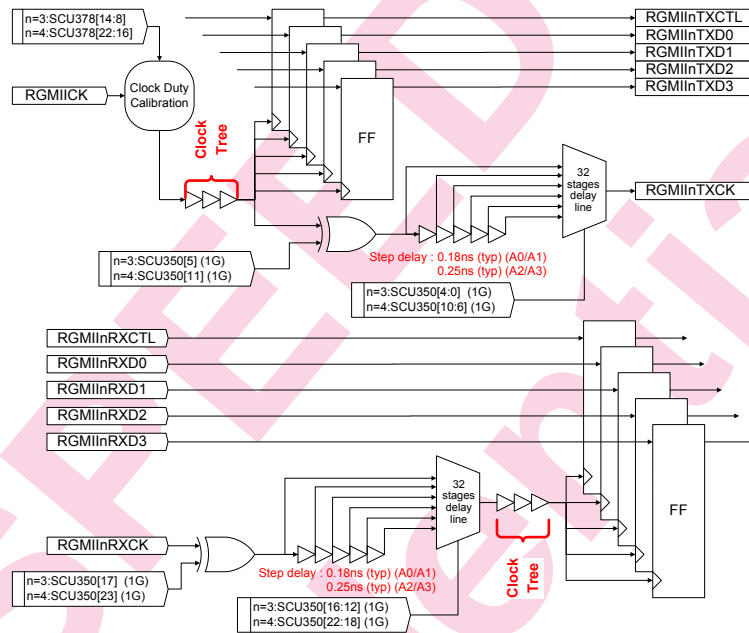 n=3:SCU378[14:8]
n=4:SCU378[22:16]
RGMIICK
Clock Duty
Calibration
Clock
Tree
FF
RGMIInTXCTL
RGMIInTXD0
RGMIInTXD1
RGMIInTXD2
RGMIInTXD3
32
stages
delay
line
RGMIInTXCK
n=3:SCU350[5] (1G)
n=4:SCU350[11] (1G)
Step delay : 0.18ns (typ) (A0/A1)
0.25ns (typ) (A2/A3)
n=3:SCU350[4:0] (1G)
n=4:SCU350[10:6] (1G)
RGMIInRXCTL
RGMIInRXD0
RGMIInRXD1
RGMIInRXD2
RGMIInRXD3
32
stages
delay
line
FF
RGMIInRXCK
Clock
Tree
Step delay : 0.18ns (typ) (A0/A1)
0.25ns (typ) (A2/A3)
n=3:SCU350[17] (1G)
n=4:SCU350[23] (1G)
n=3:SCU350[16:12] (1G)
n=4:SCU350[22:18] (1G)